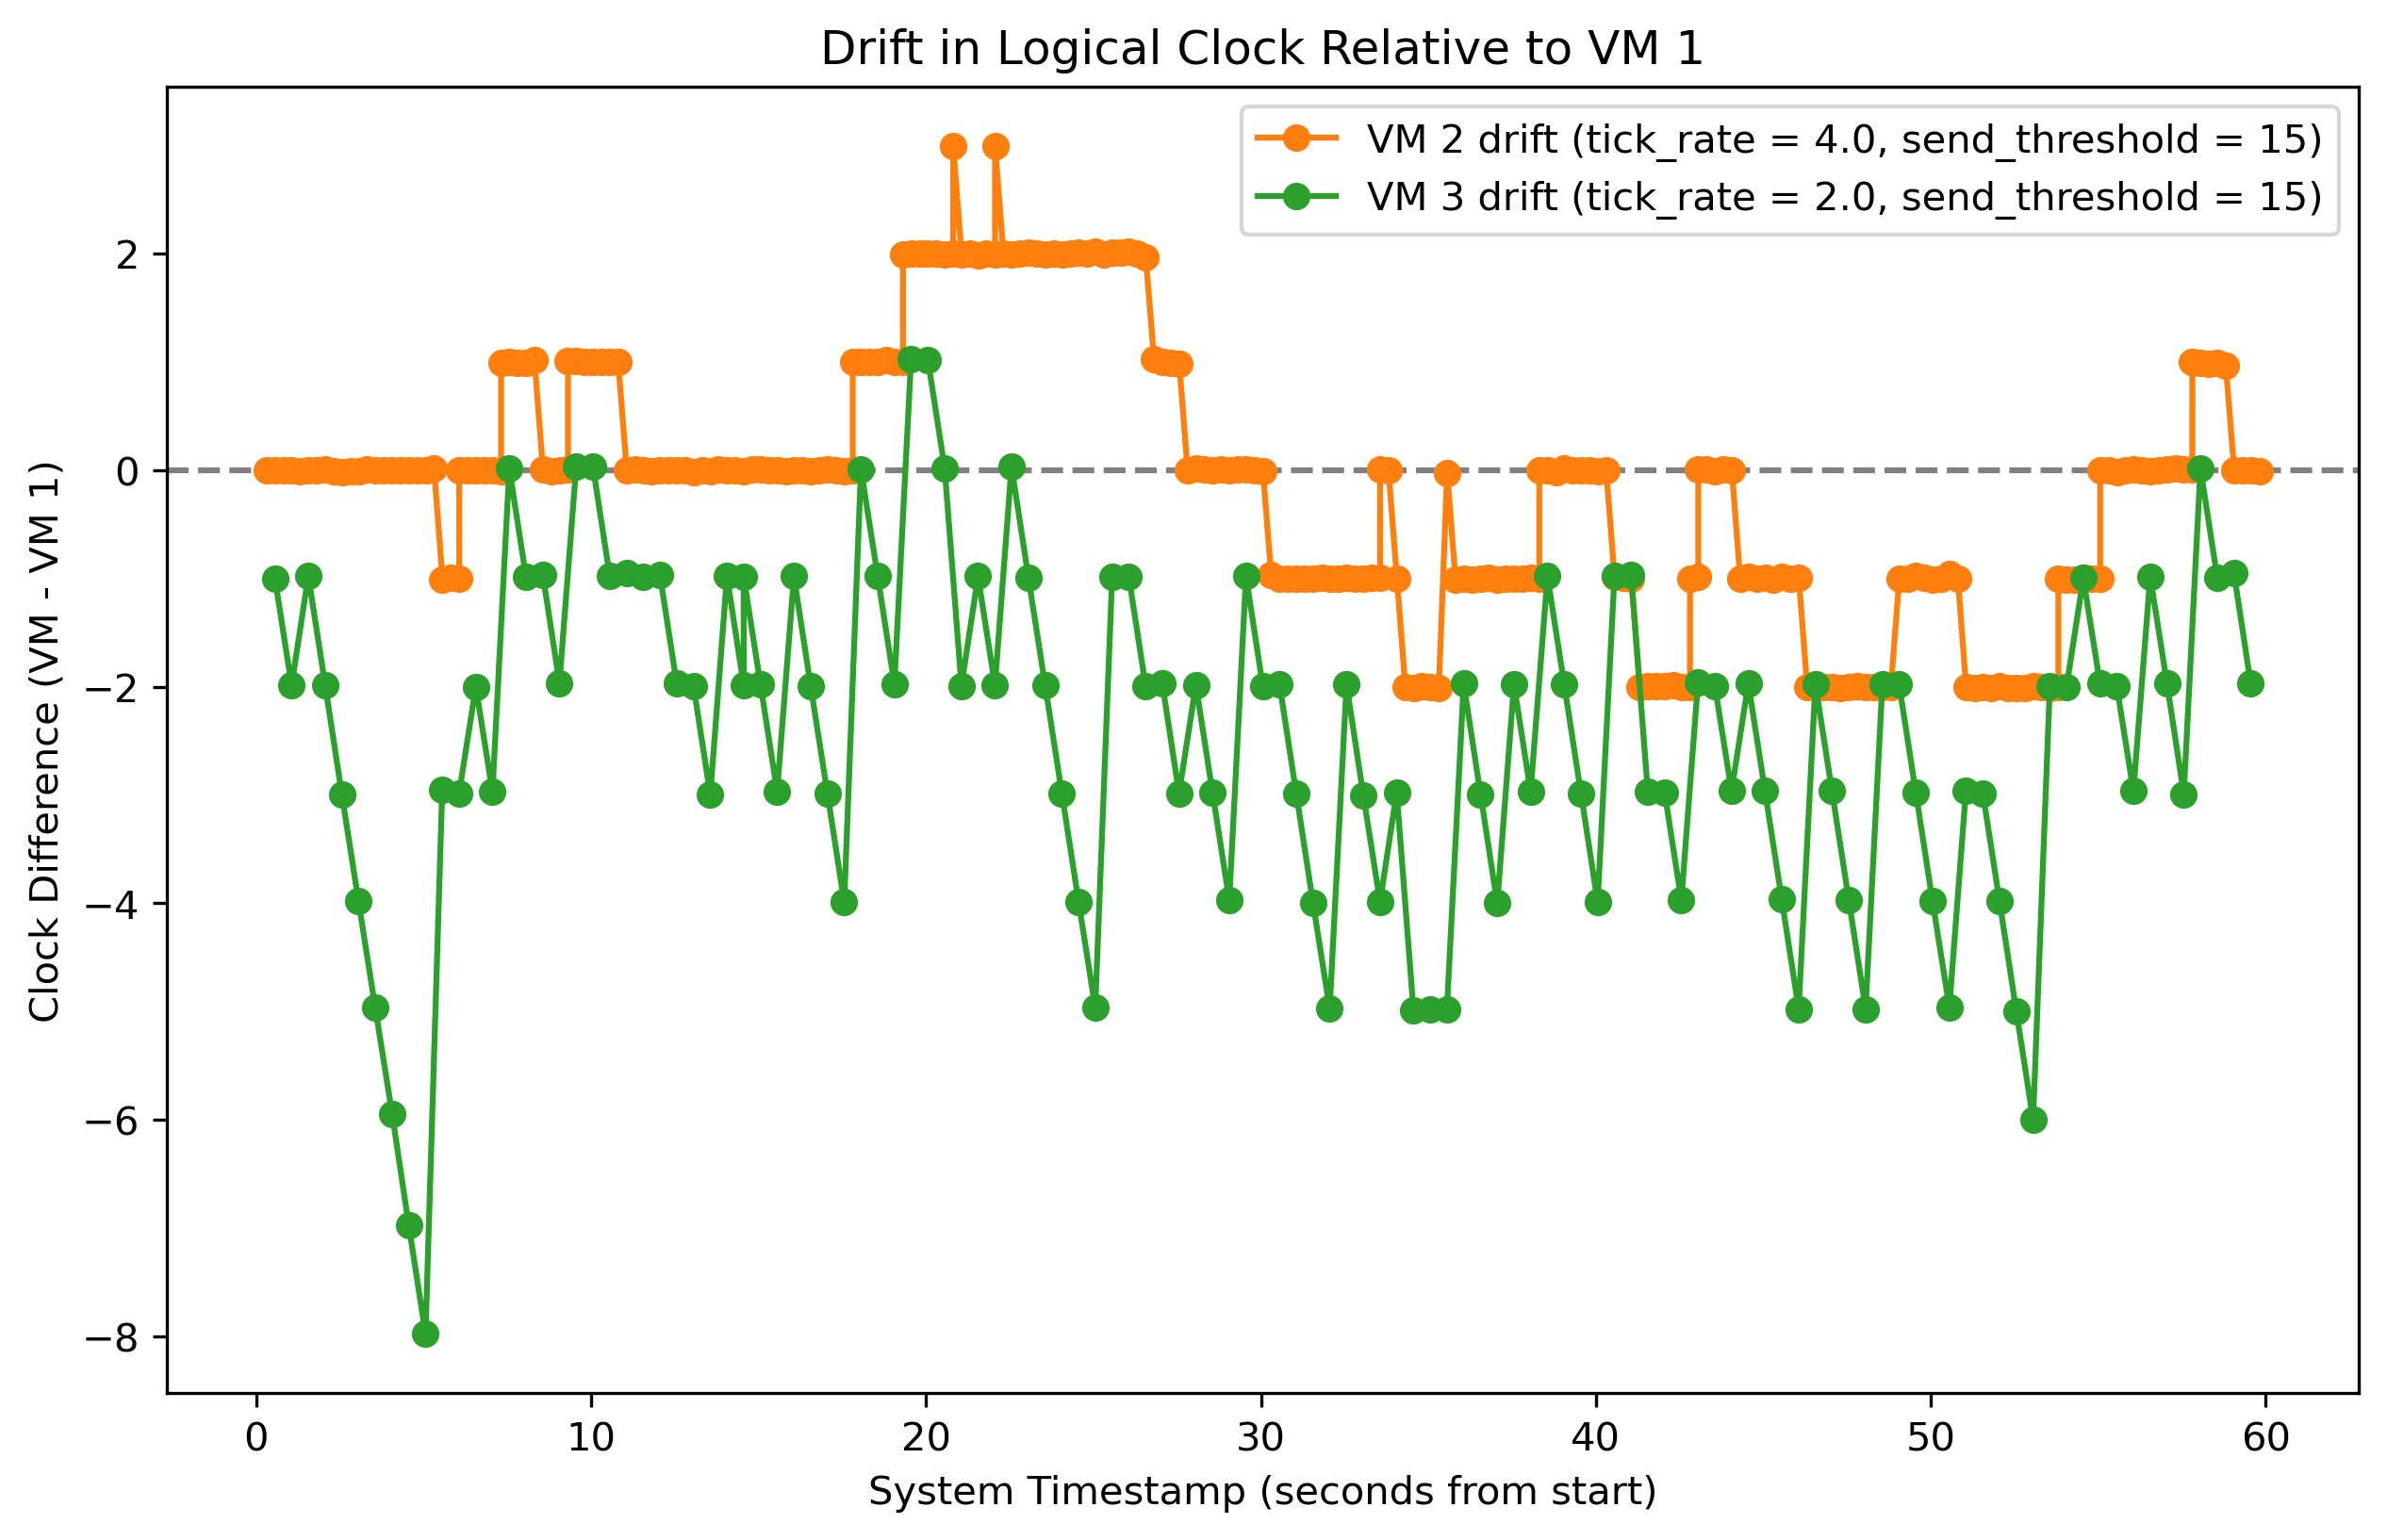 Drift in Logical Clock Relative to VM 1
VM 2 drift (tick_rate = 4.0, send_threshold = 15)
VM 3 drift (tick_rate = 2.0, send_threshold = 15)
Clock Difference (VM - VM 1)
2
0
−2
−4
−6
−8
0 10 20 30 40 50 60
System Timestamp (seconds from start)